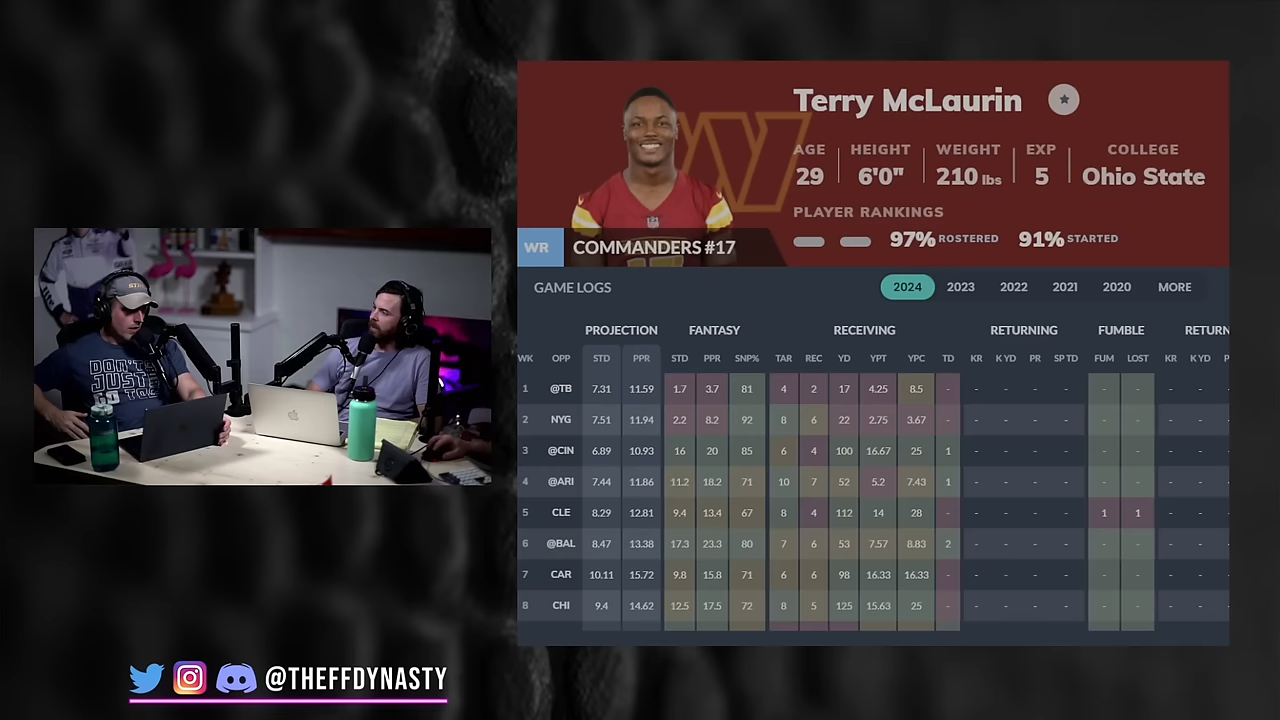 Terry McLaurin
AGE HEIGHT WEIGHT EXP COLLEGE
29 6'0" 210 lbs 5 Ohio State
PLAYER RANKINGS
97% ROSTERED 91% STARTED
WR COMMANDERS #17
GAME LOGS 2024 2023 2022 2021 2020 MORE
PROJECTION FANTASY RECEIVING RETURNING FUMBLE RETURN
WK OPP STD PPR STD PPR SNP% TAR REC YD YPT YPC TD KR K YD PR SP TD FUM LOST KR K YD P
1 @TB 7.31 11.59 1.7 3.7 81 4 2 17 4.25 8.5 - - - - - - - - -
2 NYG 7.51 11.94 2.2 8.2 92 8 6 22 2.75 3.67 - - - - - - - - -
3 @CIN 6.89 10.93 16 20 85 6 4 100 16.67 25 1 - - - - - - - -
4 @ARI 7.44 11.86 11.2 18.2 71 10 7 52 5.2 7.43 1 - - - - - - - -
5 CLE 8.29 12.81 9.4 13.4 67 8 4 112 14 28 - - - - - 1 1 - -
6 @BAL 8.47 13.38 17.3 23.3 80 7 6 53 7.57 8.83 2 - - - - - - - -
7 CAR 10.11 15.72 9.8 15.8 71 6 6 98 16.33 16.33 - - - - - - - - -
8 CHI 9.4 14.62 12.5 17.5 72 8 5 125 15.63 25 - - - - - - - - -
DON'T
JUST
GO TO
@THEFFDYNASTY